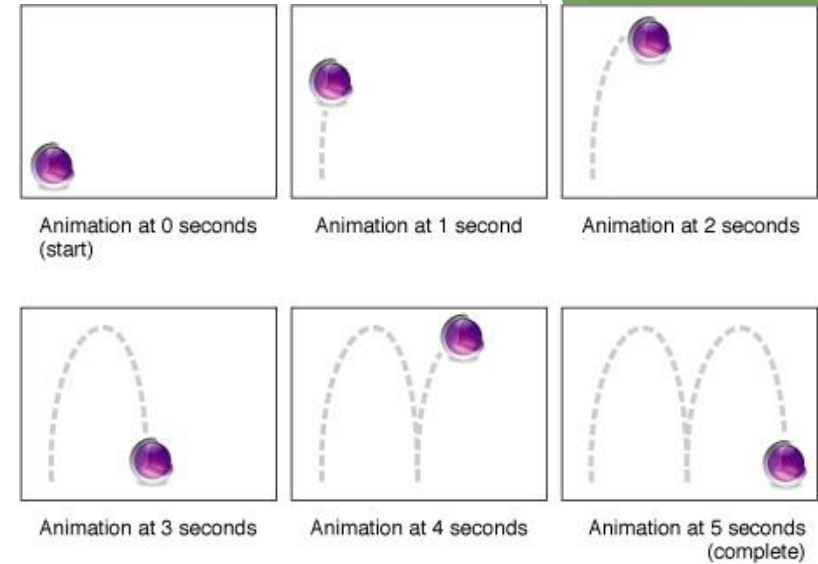 Animation at 0 seconds
(start)
Animation at 1 second
Animation at 2 seconds
Animation at 3 seconds
Animation at 4 seconds
Animation at 5 seconds
(complete)